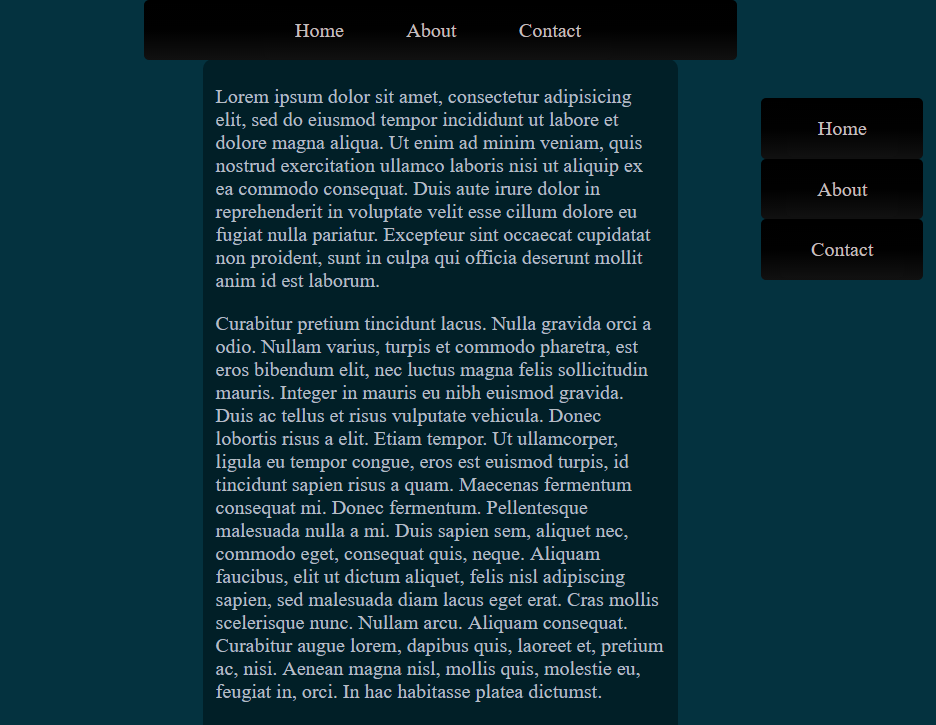 Home About Contact
Lorem ipsum dolor sit amet, consectetur adipisicing
elit, sed do eiusmod tempor incididunt ut labore et
dolore magna aliqua. Ut enim ad minim veniam, quis
nostrud exercitation ullamco laboris nisi ut aliquip ex
ea commodo consequat. Duis aute irure dolor in
reprehenderit in voluptate velit esse cillum dolore eu
fugiat nulla pariatur. Excepteur sint occaecat cupidatat
non proident, sunt in culpa qui officia deserunt mollit
anim id est laborum.
Curabitur pretium tincidunt lacus. Nulla gravida orci a
odio. Nullam varius, turpis et commodo pharetra, est
eros bibendum elit, nec luctus magna felis sollicitudin
mauris. Integer in mauris eu nibh euismod gravida.
Duis ac tellus et risus vulputate vehicula. Donec
lobortis risus a elit. Etiam tempor. Ut ullamcorper,
ligula eu tempor congue, eros est euismod turpis, id
tincidunt sapien risus a quam. Maecenas fermentum
consequat mi. Donec fermentum. Pellentesque
malesuada nulla a mi. Duis sapien sem, aliquet nec,
commodo eget, consequat quis, neque. Aliquam
faucibus, elit ut dictum aliquet, felis nisl adipiscing
sapien, sed malesuada diam lacus eget erat. Cras mollis
scelerisque nunc. Nullam arcu. Aliquam consequat.
Curabitur augue lorem, dapibus quis, laoreet et, pretium
ac, nisi. Aenean magna nisl, mollis quis, molestie eu,
feugiat in, orci. In hac habitasse platea dictumst.
Home
About
Contact